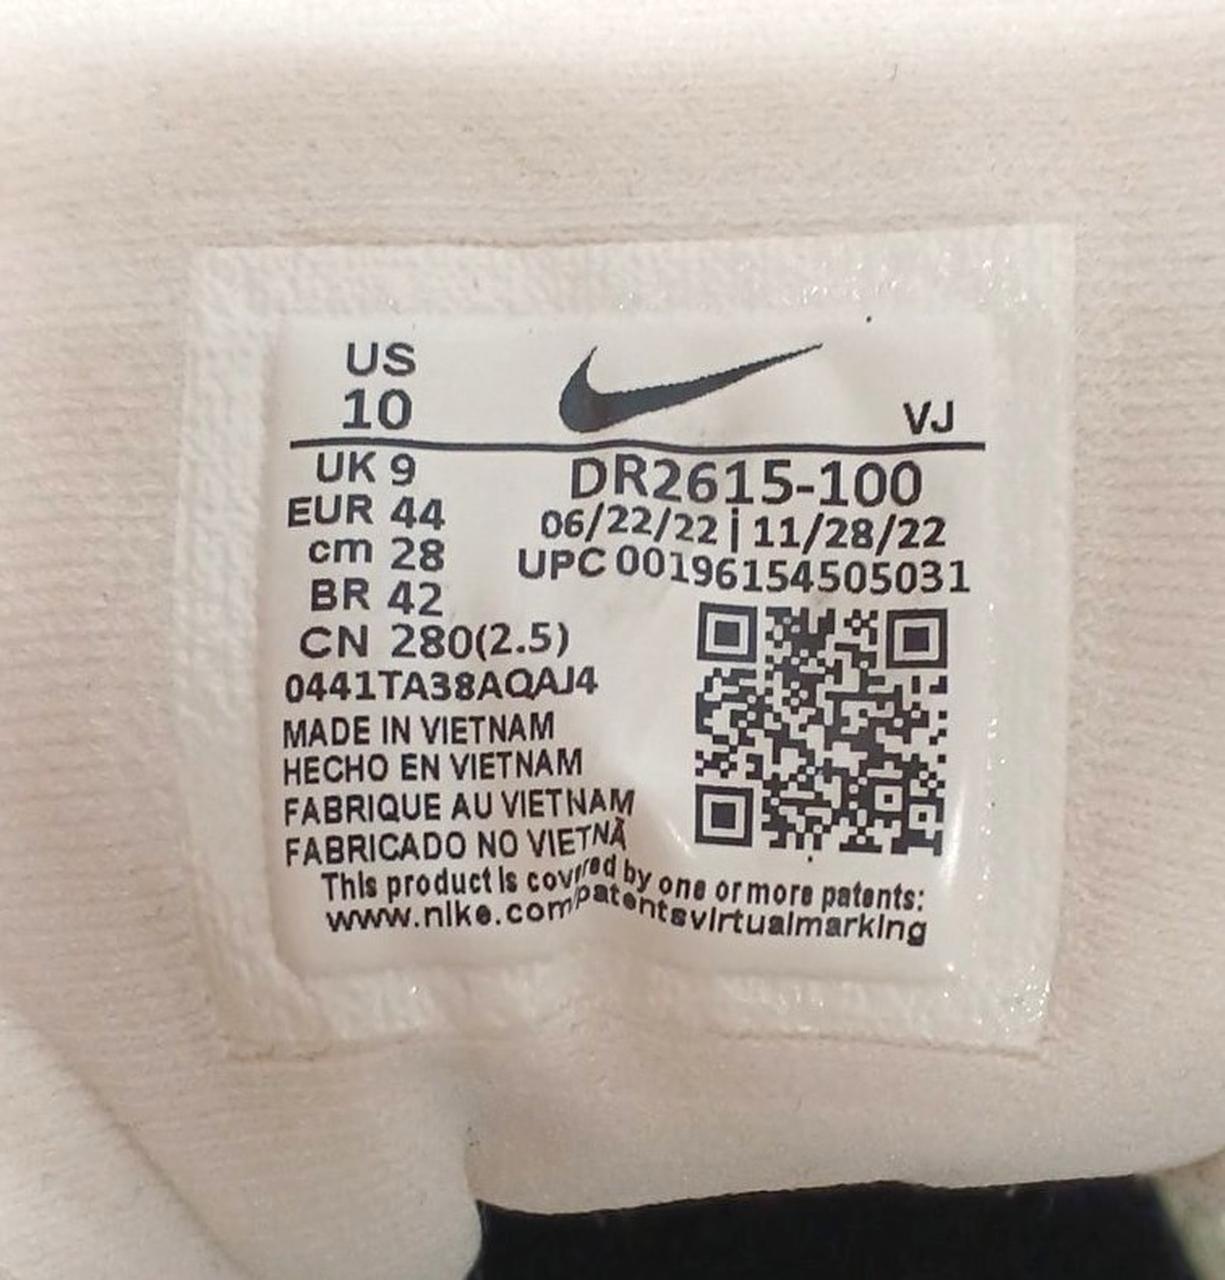 US
10
VJ
UK 9
EUR 44
cm 28
BR 42
CN 280(2.5)
DR2615-100
06/22/22 | 11/28/22
UPC 00196154505031
0441TA38AQAJ4
MADE IN VIETNAM
HECHO EN VIETNAM
FABRIQUE AU VIETNAM
FABRICADO NO VIETNÃ
This product is covered by one or more patents:
www.nike.com/patentsvirtualmarking